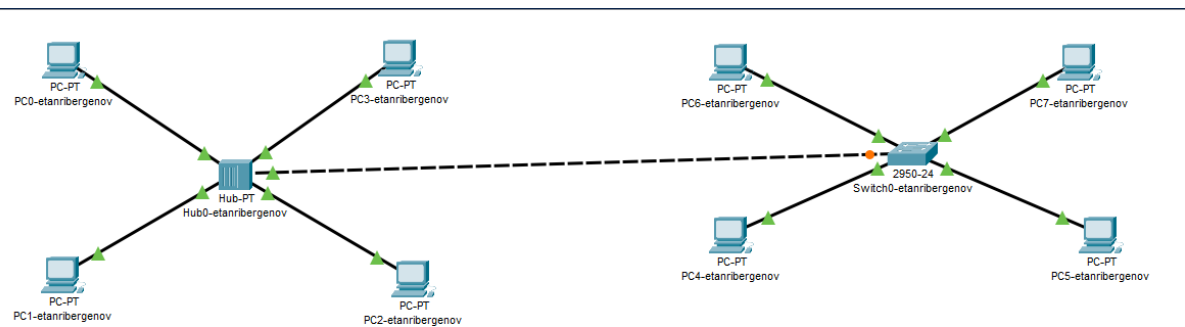 PC-PT
PC0-etanribergenov
PC-PT
PC3-etanribergenov
PC-PT
PC6-etanribergenov
PC-PT
PC7-etanribergenov
Hub-PT
Hub0-etanribergenov
2950-24
Switch0-etanribergenov
PC-PT
PC1-etanribergenov
PC-PT
PC2-etanribergenov
PC-PT
PC4-etanribergenov
PC-PT
PC5-etanribergenov